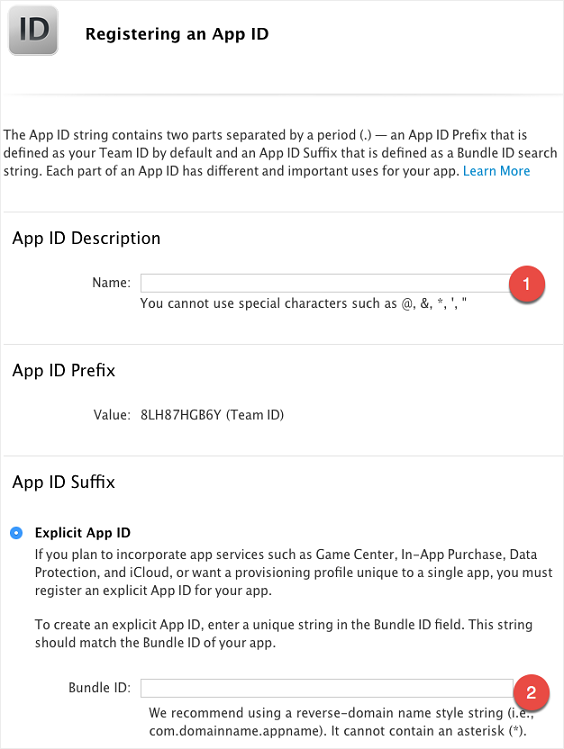 ID
Registering an App ID
The App ID string contains two parts separated by a period (.) — an App ID Prefix that is
defined as your Team ID by default and an App ID Suffix that is defined as a Bundle ID search
string. Each part of an App ID has different and important uses for your app. Learn More
App ID Description
Name:
1
You cannot use special characters such as @, &, *, ', "
App ID Prefix
Value: 8LH87HGB6Y (Team ID)
App ID Suffix
Explicit App ID
If you plan to incorporate app services such as Game Center, In-App Purchase, Data
Protection, and iCloud, or want a provisioning profile unique to a single app, you must
register an explicit App ID for your app.
To create an explicit App ID, enter a unique string in the Bundle ID field. This string
should match the Bundle ID of your app.
Bundle ID:
2
We recommend using a reverse-domain name style string (i.e.,
com.domainname.appname). It cannot contain an asterisk (*).